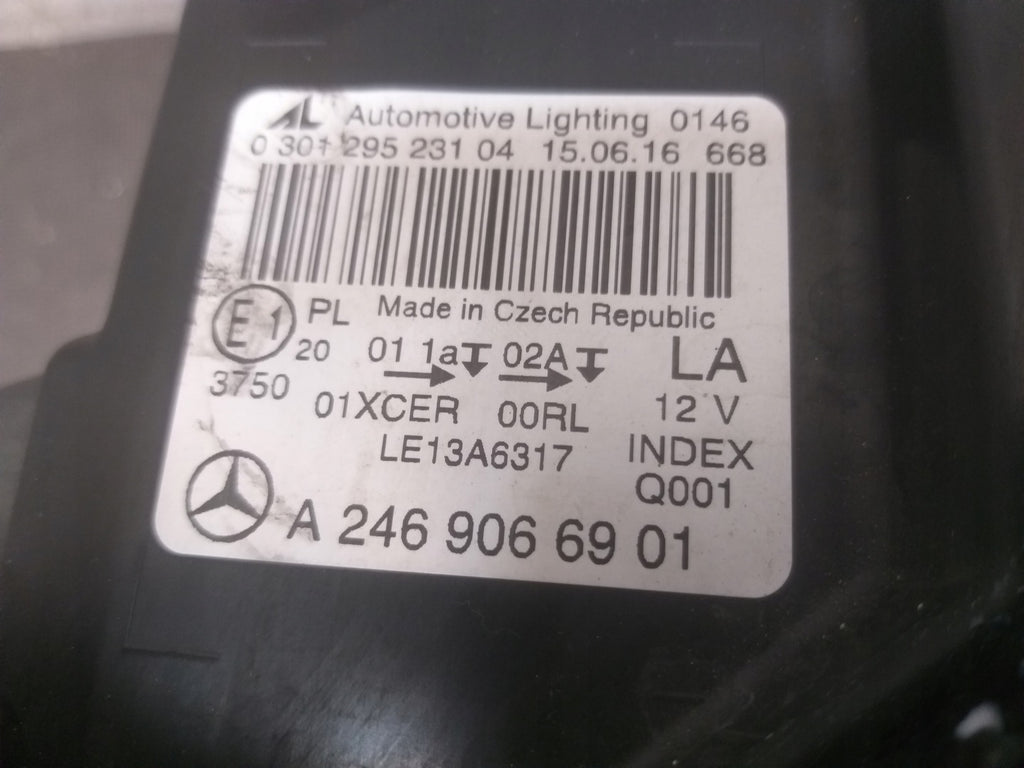 AL Automotive Lighting 0146
0 301 295 231 04 15.06.16 668
E1 PL Made in Czech Republic
20 01 1a 02A LA
3750 01XCER 00RL 12 V
LE13A6317 INDEX
Q001
A 246 906 69 01